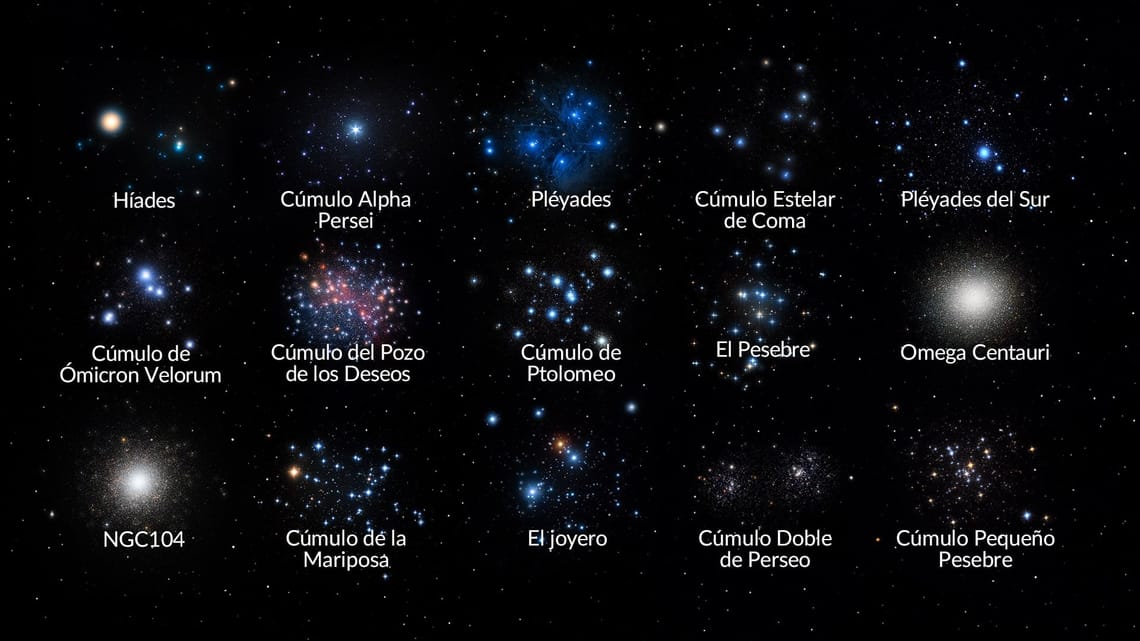 Híades
Cúmulo Alpha
Persei
Pléyades
Cúmulo Estelar
de Coma
Pléyades del Sur
Cúmulo de
Ómicron Velorum
Cúmulo del Pozo
de los Deseos
Cúmulo de
Ptolomeo
El Pesebre
Omega Centauri
NGC104
Cúmulo de la
Mariposa
El joyero
Cúmulo Doble
de Perseo
Cúmulo Pequeño
Pesebre